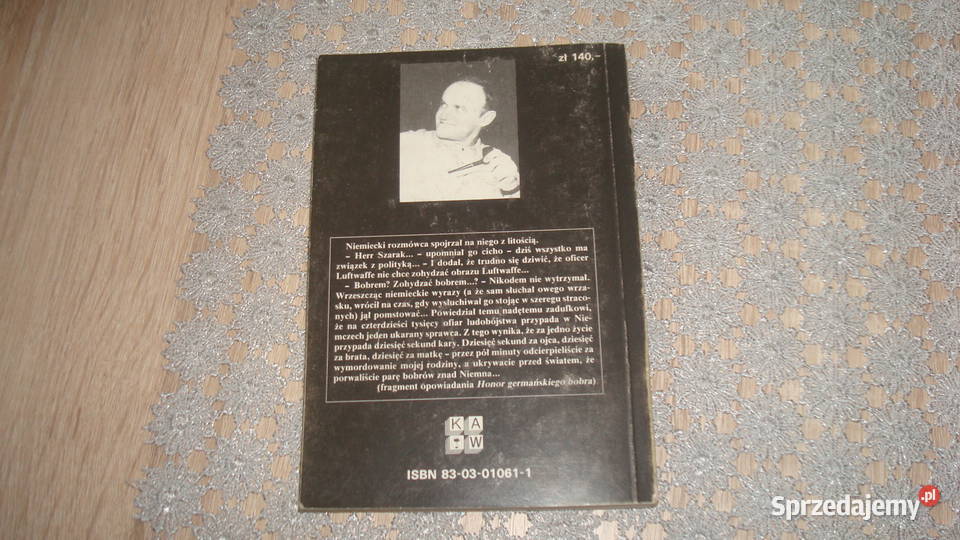 zł 140,-
Niemiecki rozmówca spojrzał na niego z litością.
– Herr Szarak... – upomniał go cicho – dziś wszystko ma
związek z polityką... – I dodał, że trudno się dziwić, że oficer
Luftwaffe nie chce zohydzać obrazu Luftwaffe...
– Bobrem? Zohydzać bobrem...? – Nikodem nie wytrzymał.
Wrzeszcząc niemieckie wyrazy (a że sam słuchał owego wrza-
sku, wrócił na czas, gdy wysłuchiwał go stojąc w szeregu straco-
nych) jął pomstować... Powiedział temu nadętemu zadufkowi,
że na czterdzieści tysięcy ofiar ludobójstwa przypada w Nie-
mczech jeden ukarany sprawca. Z tego wynika, że za jedno życie
przypada dziesięć sekund kary. Dziesięć sekund za ojca, dziesięć
za brata, dziesięć za matkę – przez pół minuty odcierpieliście za
wymordowanie mojej rodziny, a ukrywacie przed światem, że
porwaliście parę bobrów znad Niemna...
(fragment opowiadania Honor germańskiego bobra)
KA
W
ISBN 83-03-01061-1
Sprzedajemy.pl